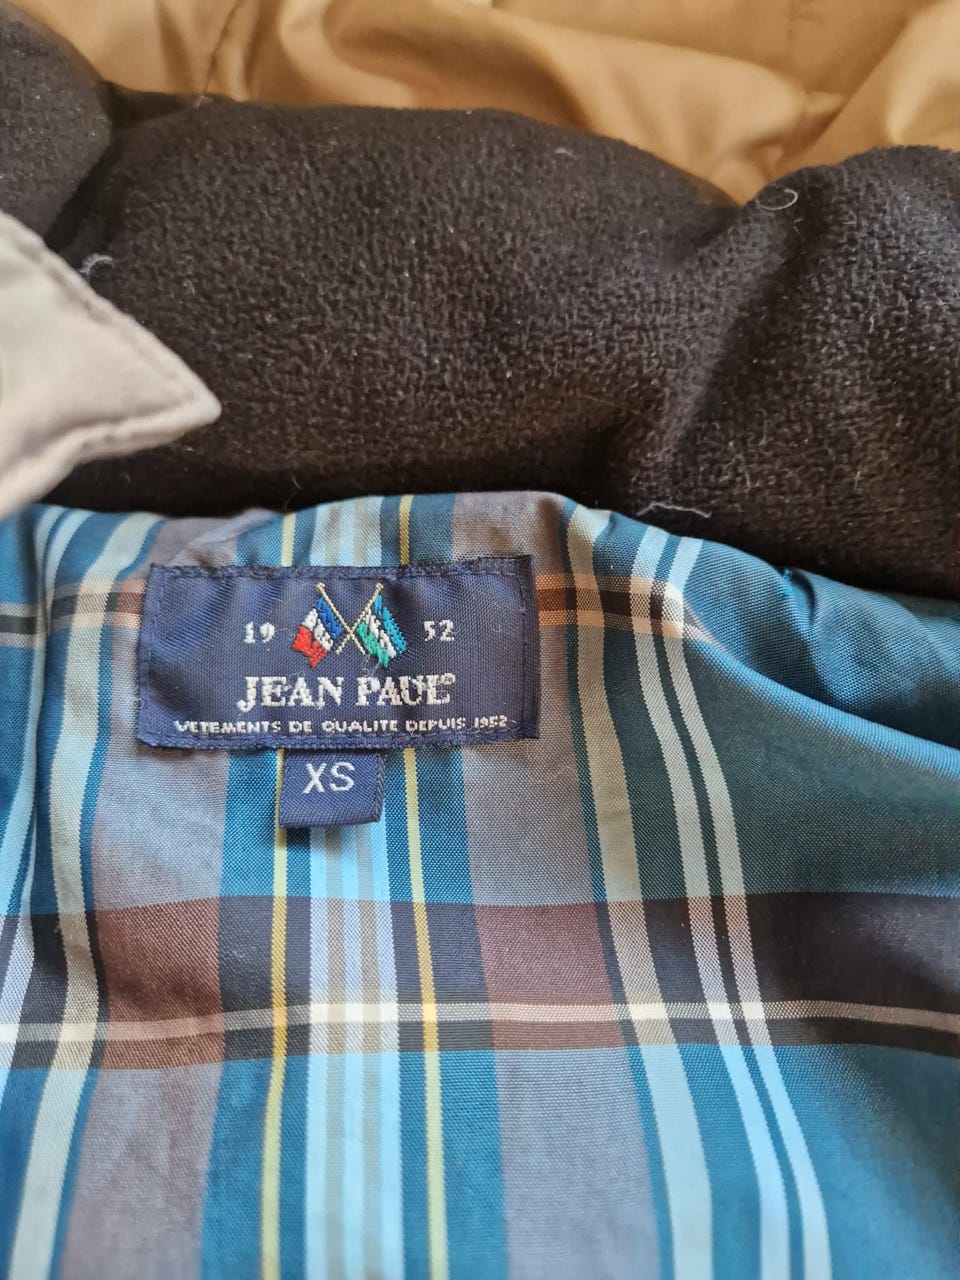 19 52
JEAN PAUL®
VETEMENTS DE QUALITE DEPUIS 1952
XS